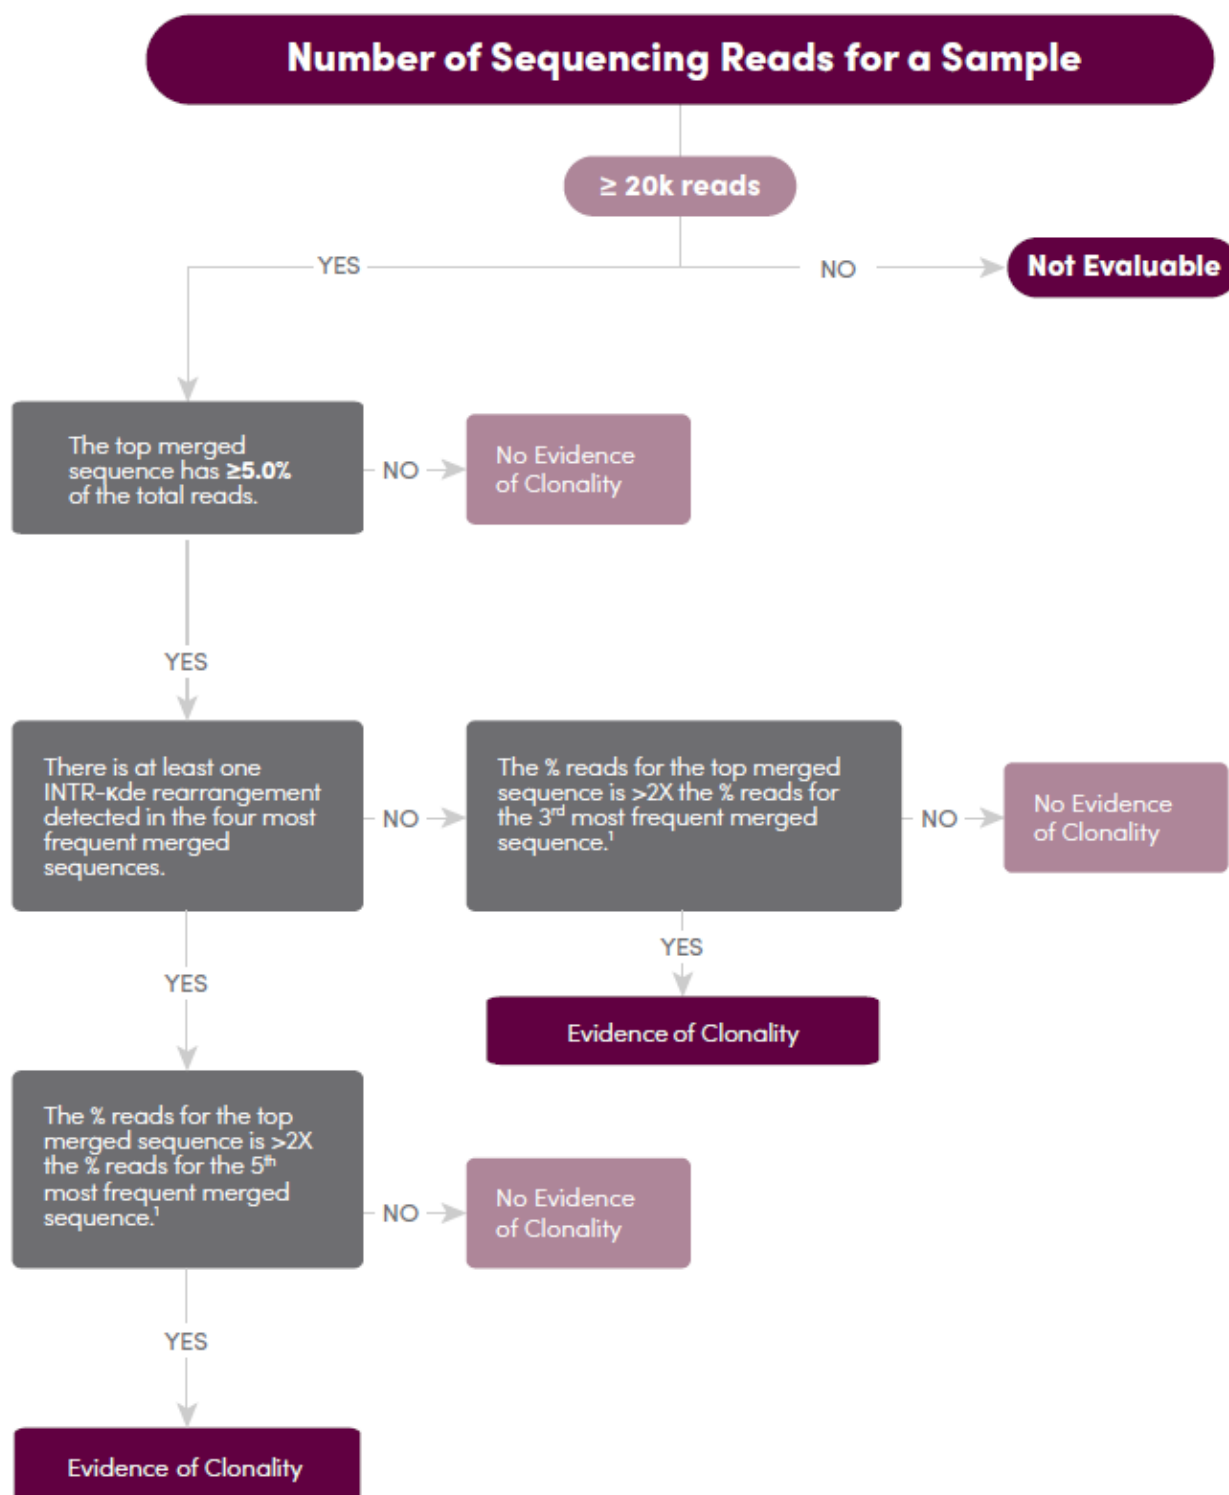 Number of Sequencing Reads for a Sample
≥ 20k reads
YES
NO
Not Evaluable
The top merged
sequence has ≥5.0%
of the total reads.
NO
No Evidence
of Clonality
YES
There is at least one
INTR-κde rearrangement
detected in the four most
frequent merged
sequences.
NO
The % reads for the top merged
sequence is >2X the % reads for
the 3rd most frequent merged
sequence.¹
NO
No Evidence
of Clonality
YES
Evidence of Clonality
YES
The % reads for the top
merged sequence is >2X
the % reads for the 5th
most frequent merged
sequence.¹
NO
No Evidence
of Clonality
YES
Evidence of Clonality